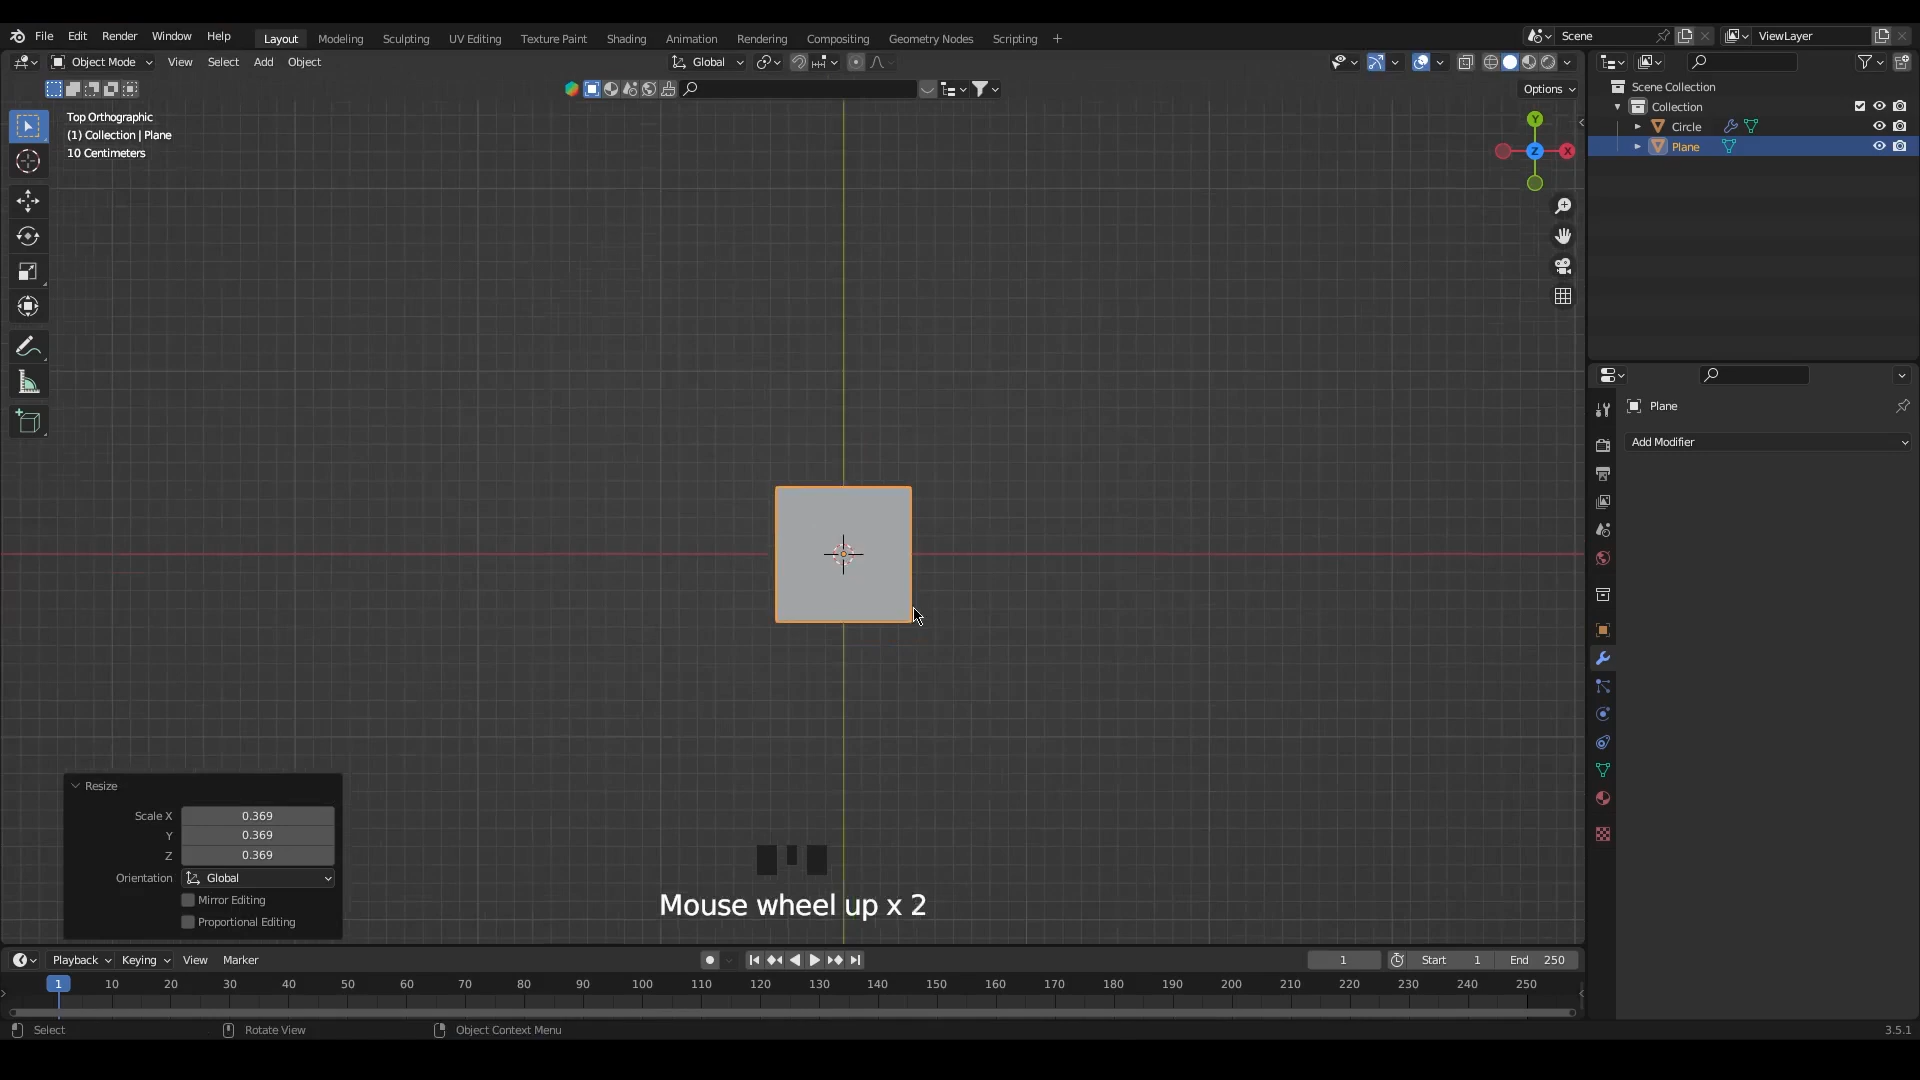 File Edit Render Window Help Layout Modeling Sculpting UV Editing Texture Paint Shading Animation Rendering Compositing Geometry Nodes Scripting + Scene ViewLayer
Object Mode View Select Add Object Global
Options
Top Orthographic
(1) Collection | Plane
10 Centimeters
Y
Z X
Scene Collection
Collection
Circle
Plane
Plane
Add Modifier
Resize
Scale X 0.369
Y 0.369
Z 0.369
Orientation Global
Mirror Editing
Proportional Editing
Mouse wheel up x 2
Playback Keying View Marker 1 Start 1 End 250
1 10 20 30 40 50 60 70 80 90 100 110 120 130 140 150 160 170 180 190 200 210 220 230 240 250
Select Rotate View Object Context Menu 3.5.1